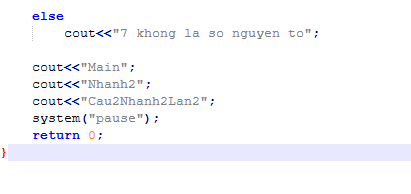 else
cout<<"7 khong la so nguyen to";
cout<<"Main";
cout<<"Nhanh2";
cout<<"Cau2Nhanh2Lan2";
system("pause");
return 0;
}